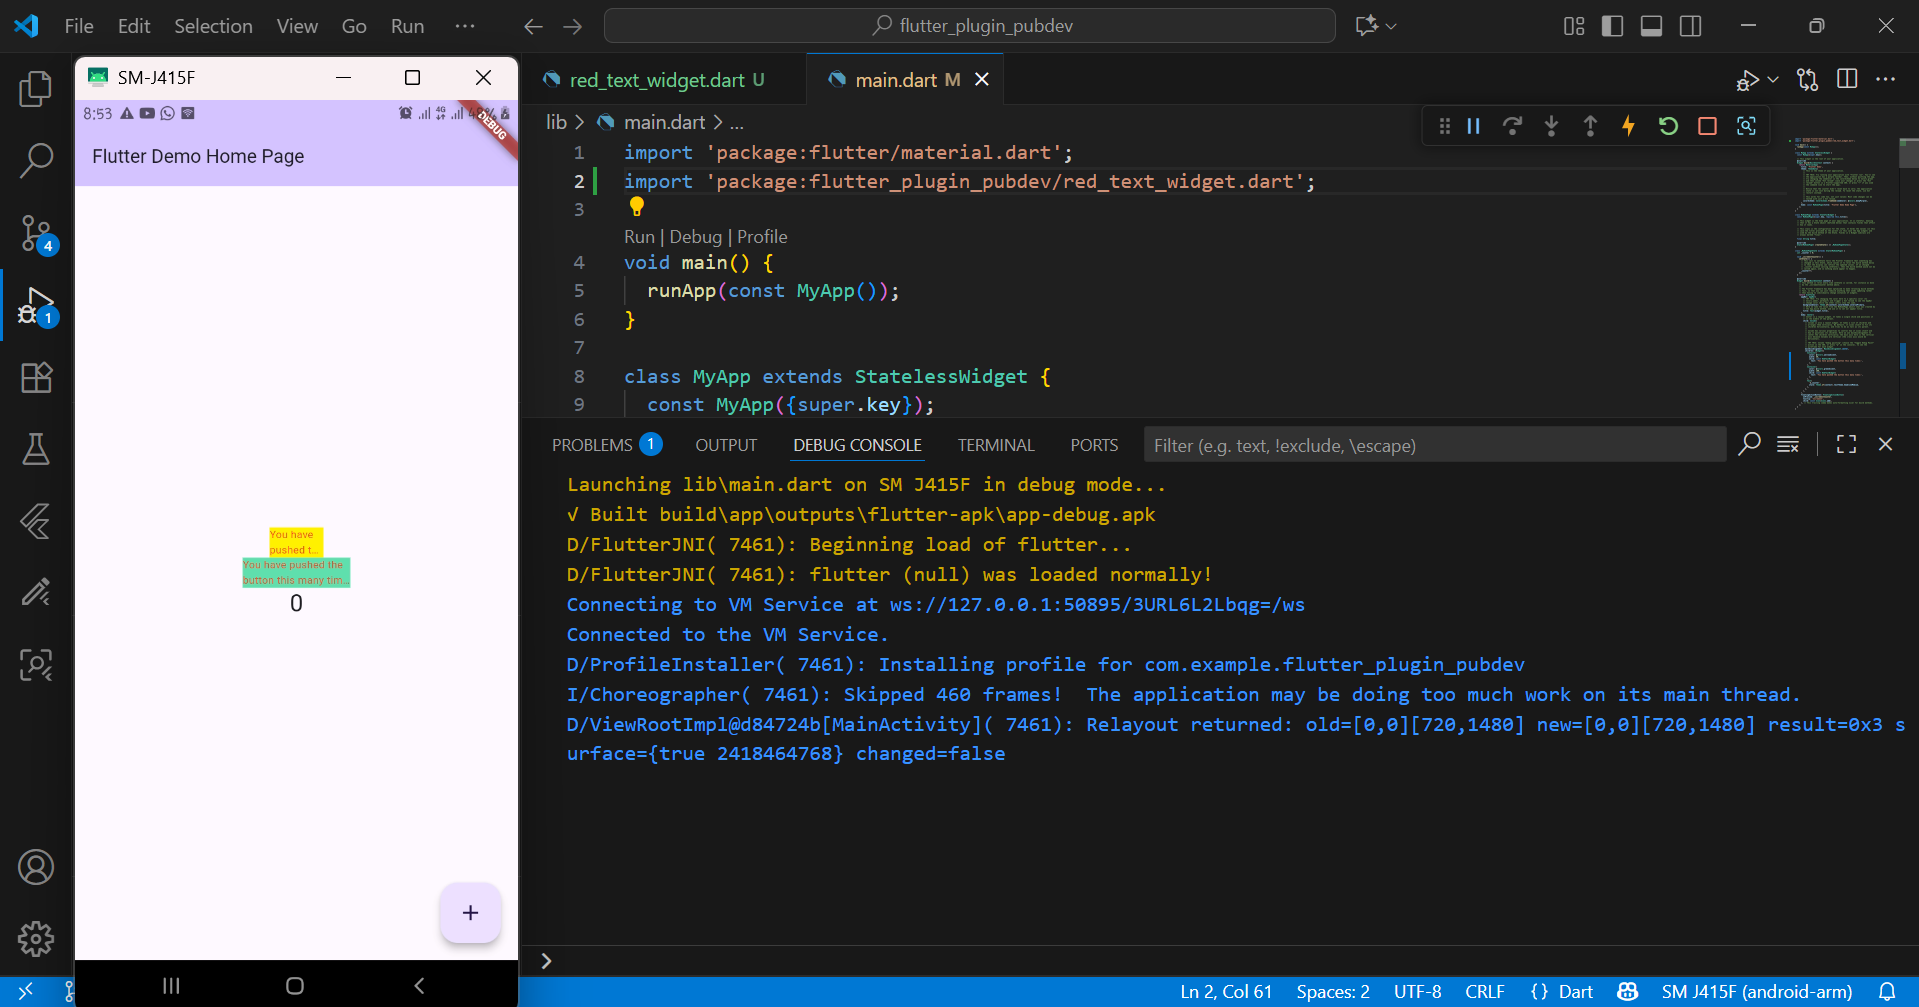 File Edit Selection View Go Run ···
flutter_plugin_pubdev
SM-J415F
8:53
DEBUG
Flutter Demo Home Page
You have
pushed t...
You have pushed the
button this many tim...
0
+
4
1
red_text_widget.dart U
main.dart M
lib > main.dart > ...
1 import 'package:flutter/material.dart';
2 import 'package:flutter_plugin_pubdev/red_text_widget.dart';
3
Run | Debug | Profile
4 void main() {
5 runApp(const MyApp());
6 }
7
8 class MyApp extends StatelessWidget {
9 const MyApp({super.key});
PROBLEMS 1 OUTPUT DEBUG CONSOLE TERMINAL PORTS Filter (e.g. text, !exclude, \escape)
Launching lib\main.dart on SM J415F in debug mode...
√ Built build\app\outputs\flutter-apk\app-debug.apk
D/FlutterJNI( 7461): Beginning load of flutter...
D/FlutterJNI( 7461): flutter (null) was loaded normally!
Connecting to VM Service at ws://127.0.0.1:50895/3URL6L2Lbqg=/ws
Connected to the VM Service.
D/ProfileInstaller( 7461): Installing profile for com.example.flutter_plugin_pubdev
I/Choreographer( 7461): Skipped 460 frames!  The application may be doing too much work on its main thread.
D/ViewRootImpl@d84724b[MainActivity]( 7461): Relayout returned: old=[0,0][720,1480] new=[0,0][720,1480] result=0x3 s
urface={true 2418464768} changed=false
Ln 2, Col 61 Spaces: 2 UTF-8 CRLF {} Dart SM J415F (android-arm)